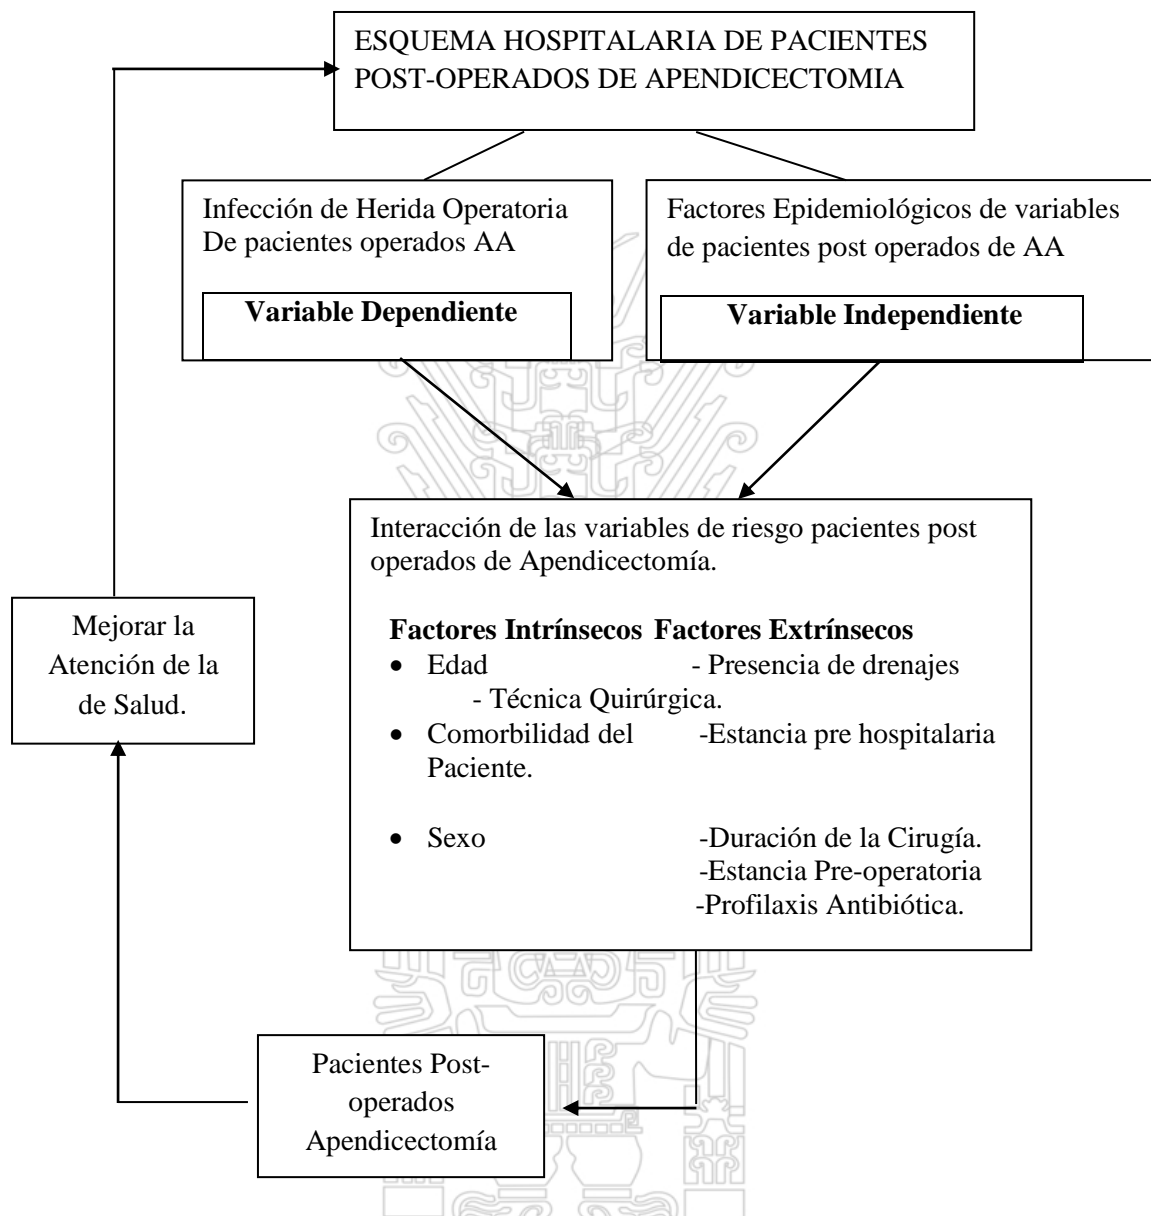 ESQUEMA HOSPITALARIA DE PACIENTES
POST-OPERADOS DE APENDICECTOMIA
Infección de Herida Operatoria
De pacientes operados AA
Variable Dependiente
Factores Epidemiológicos de variables
de pacientes post operados de AA
Variable Independiente
Interacción de las variables de riesgo pacientes post
operados de Apendicectomía.
Factores Intrínsecos Factores Extrínsecos
• Edad - Presencia de drenajes
- Técnica Quirúrgica.
• Comorbilidad del -Estancia pre hospitalaria
Paciente.
• Sexo -Duración de la Cirugía.
-Estancia Pre-operatoria
-Profilaxis Antibiótica.
Mejorar la
Atención de la
de Salud.
Pacientes Post-
operados
Apendicectomía